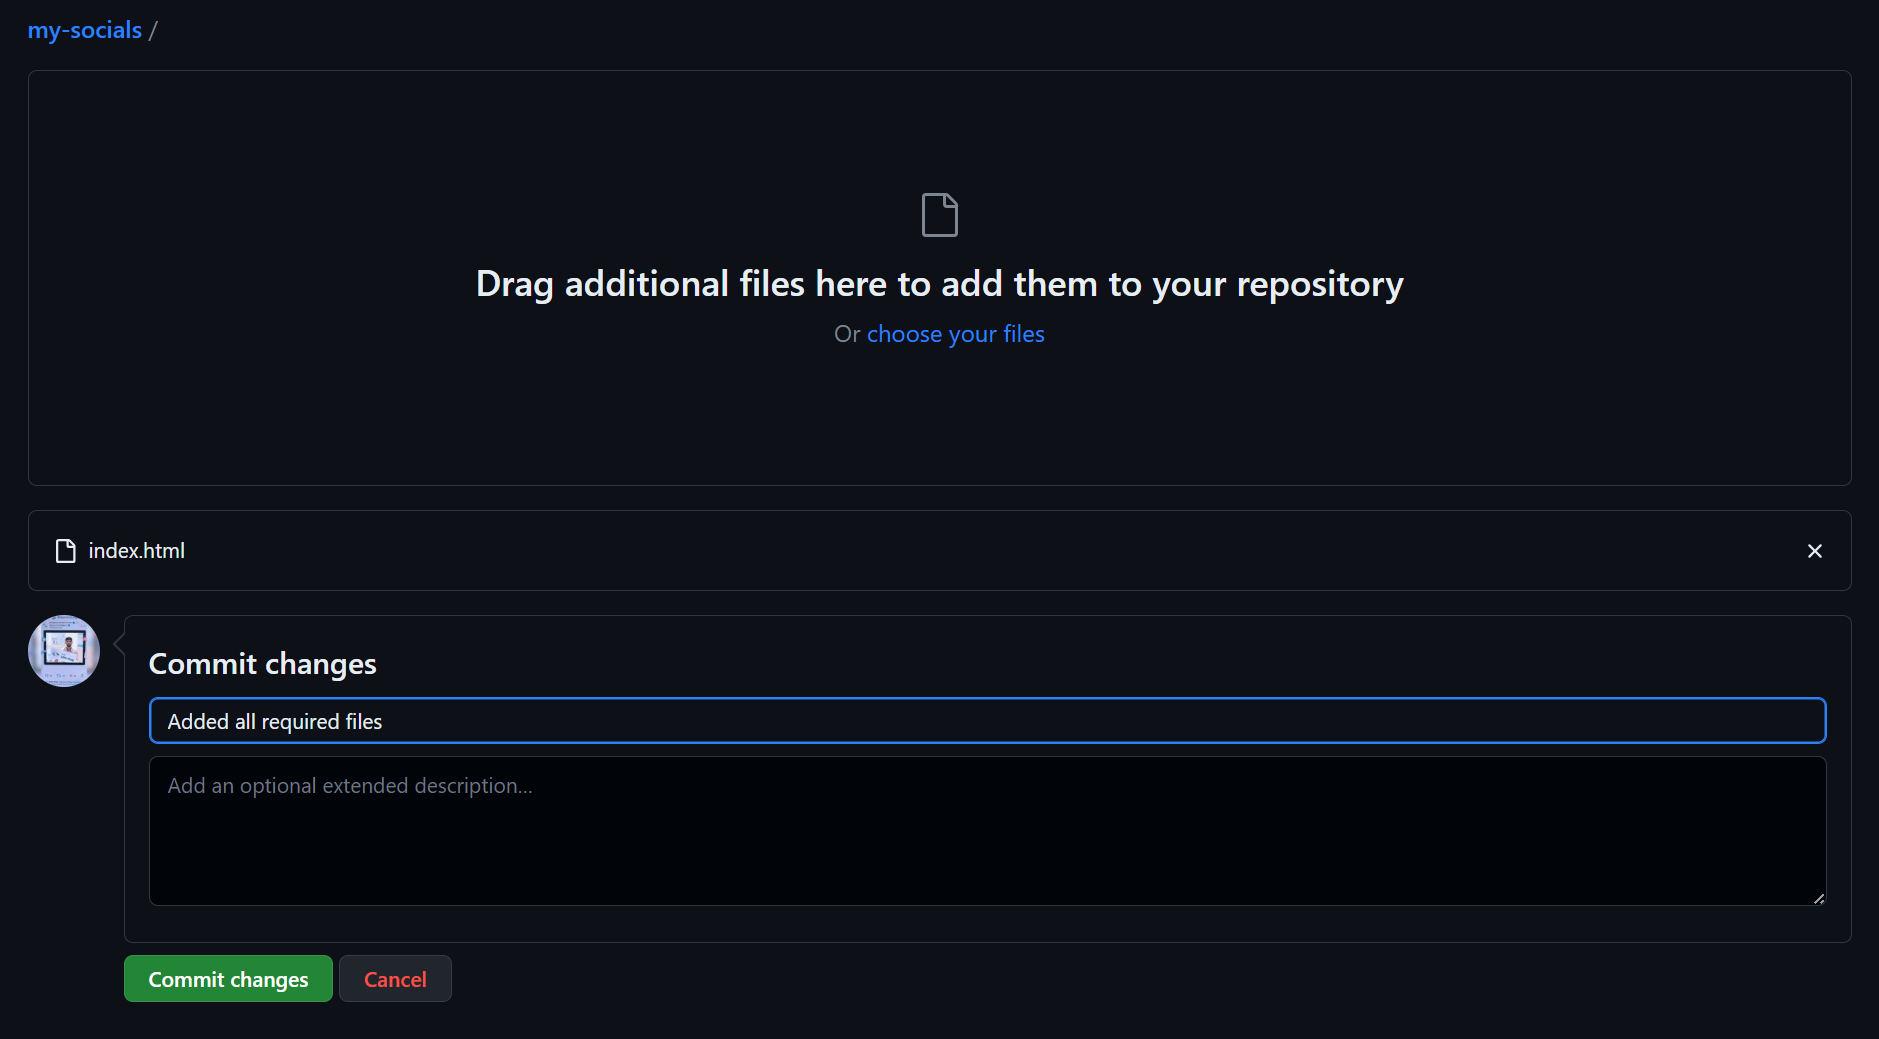 my-socials /
Drag additional files here to add them to your repository
Or choose your files
index.html
Commit changes
Added all required files
Add an optional extended description...
Commit changes
Cancel